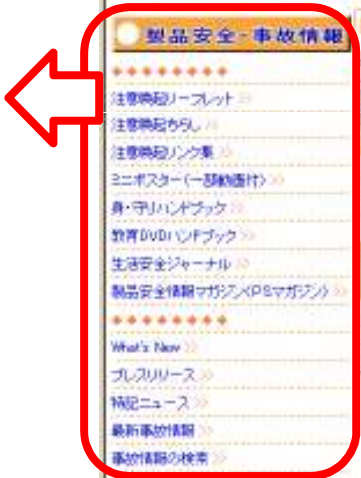 製品安全・事故情報
注意喚起リーフレット
注意喚起ちらし
注意喚起リンク集
ミニポスター(一部動画付)
身・守りハンドブック
教育DVDハンドブック
生活安全ジャーナル
製品安全情報マガジン(PSマガジン)
What's New
プレスリリース
特記ニュース
最新事故情報
事故情報の検索